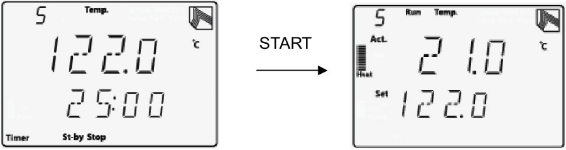 5 Temp.
122.0 °C
25:00
Timer St-by Stop
START
5 Run Temp.
Act. 21.0 °C
Heat
Set 122.0